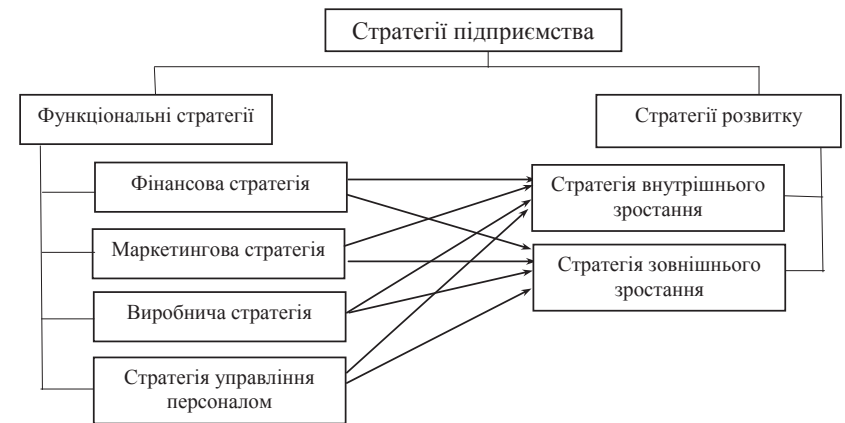 Стратегії підприємства
Функціональні стратегії
Стратегії розвитку
Фінансова стратегія
Маркетингова стратегія
Виробнича стратегія
Стратегія управління
персоналом
Стратегія внутрішнього
зростання
Стратегія зовнішнього
зростання